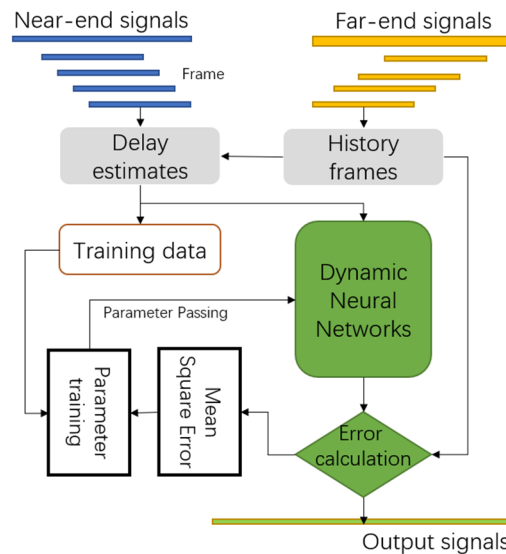 Near-end signals
Far-end signals
Frame
Delay
estimates
History
frames
Training data
Dynamic
Neural
Networks
Parameter Passing
Parameter
training
Mean
Square Error
Error
calculation
Output signals